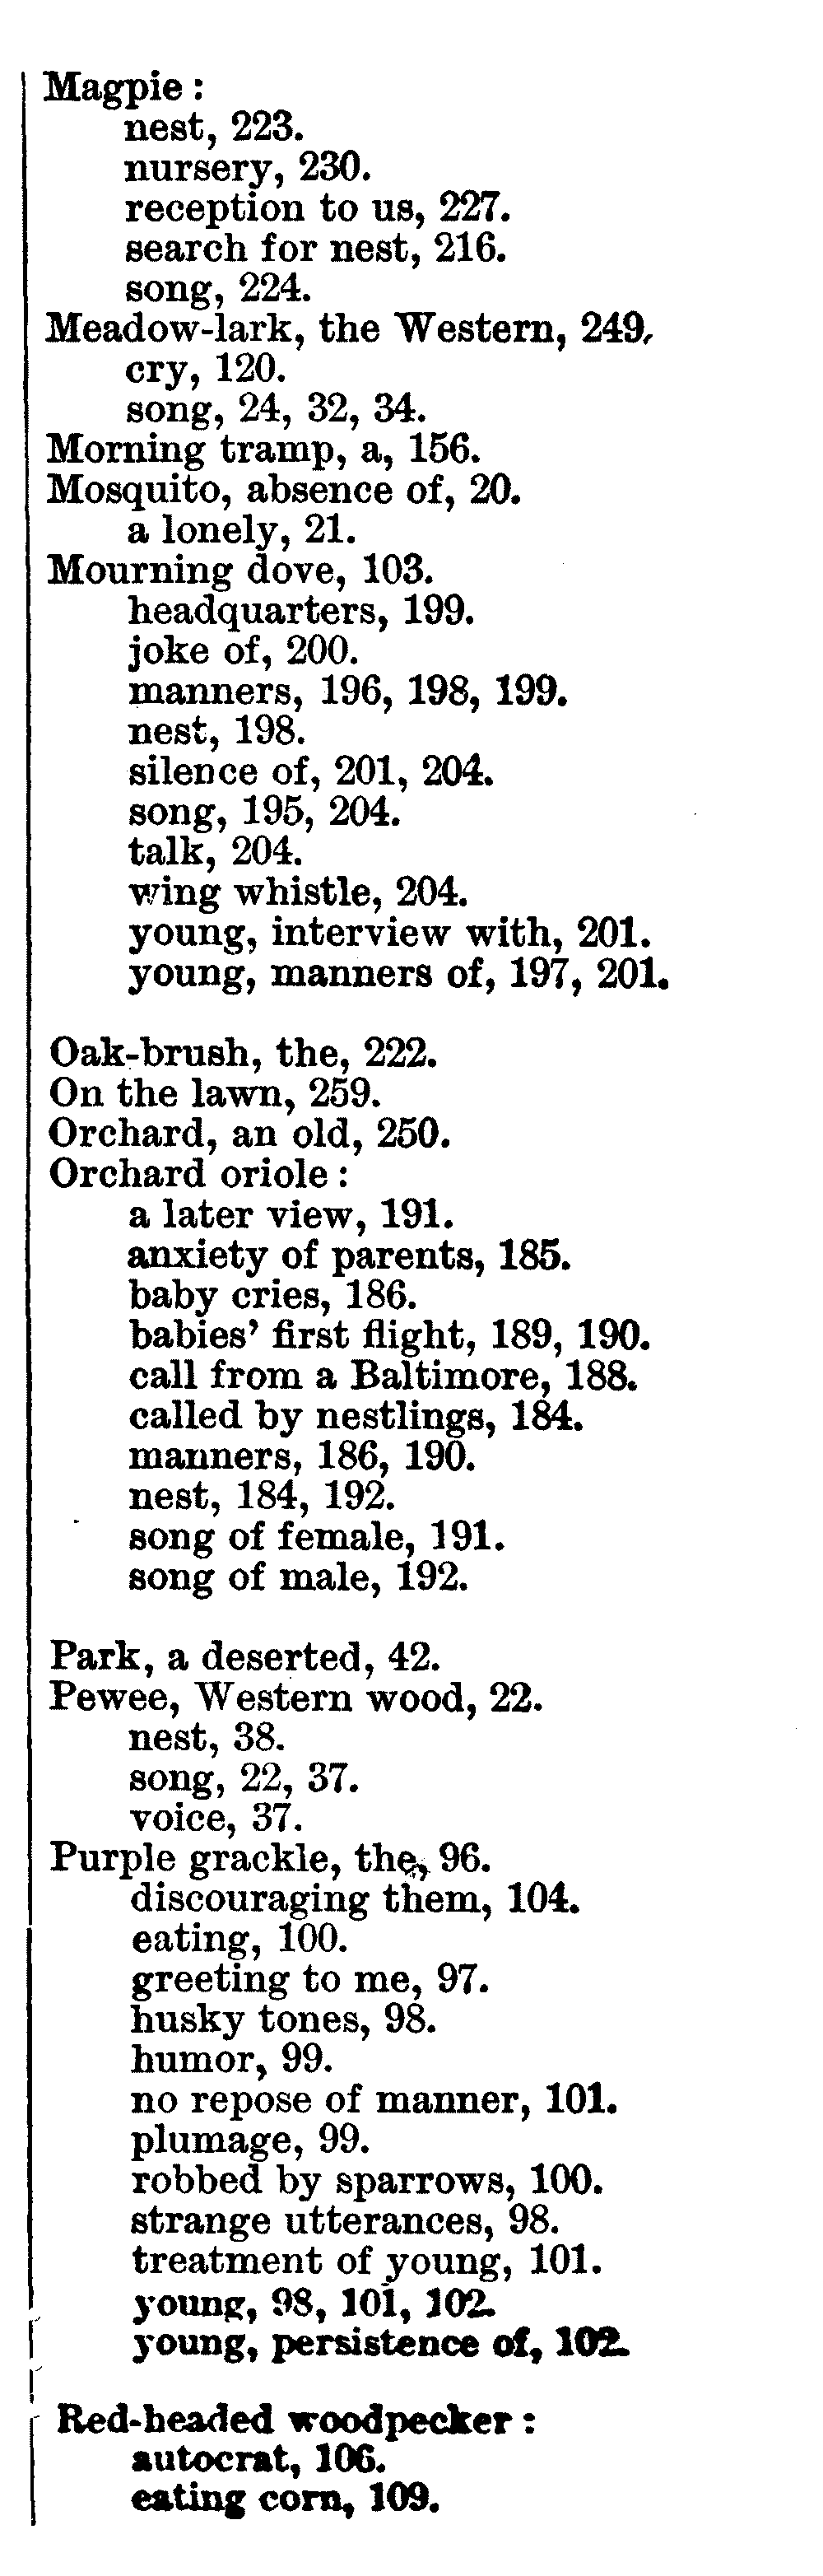 Magpie :
nest, 223.
nursery, 230.
reception to us, 227.
search for nest, 216.
song, 224.
Meadow-lark, the Western, 249,
cry, 120.
song, 24, 32, 34.
Morning tramp, a, 156.
Mosquito, absence of, 20.
a lonely, 21.
Mourning dove, 103.
headquarters, 199.
joke of, 200.
manners, 196, 198, 199.
nest, 198.
silence of, 201, 204.
song, 195, 204.
talk, 204.
wing whistle, 204.
young, interview with, 201.
young, manners of, 197, 201.
Oak-brush, the, 222.
On the lawn, 259.
Orchard, an old, 250.
Orchard oriole :
a later view, 191.
anxiety of parents, 185.
baby cries, 186.
babies' first flight, 189, 190.
call from a Baltimore, 188.
called by nestlings, 184.
manners, 186, 190.
nest, 184, 192.
song of female, 191.
song of male, 192.
Park, a deserted, 42.
Pewee, Western wood, 22.
nest, 38.
song, 22, 37.
voice, 37.
Purple grackle, the, 96.
discouraging them, 104.
eating, 100.
greeting to me, 97.
husky tones, 98.
humor, 99.
no repose of manner, 101.
plumage, 99.
robbed by sparrows, 100.
strange utterances, 98.
treatment of young, 101.
young, 98, 101, 102.
young, persistence of, 102.
Red-headed woodpecker :
autocrat, 106.
eating corn, 109.